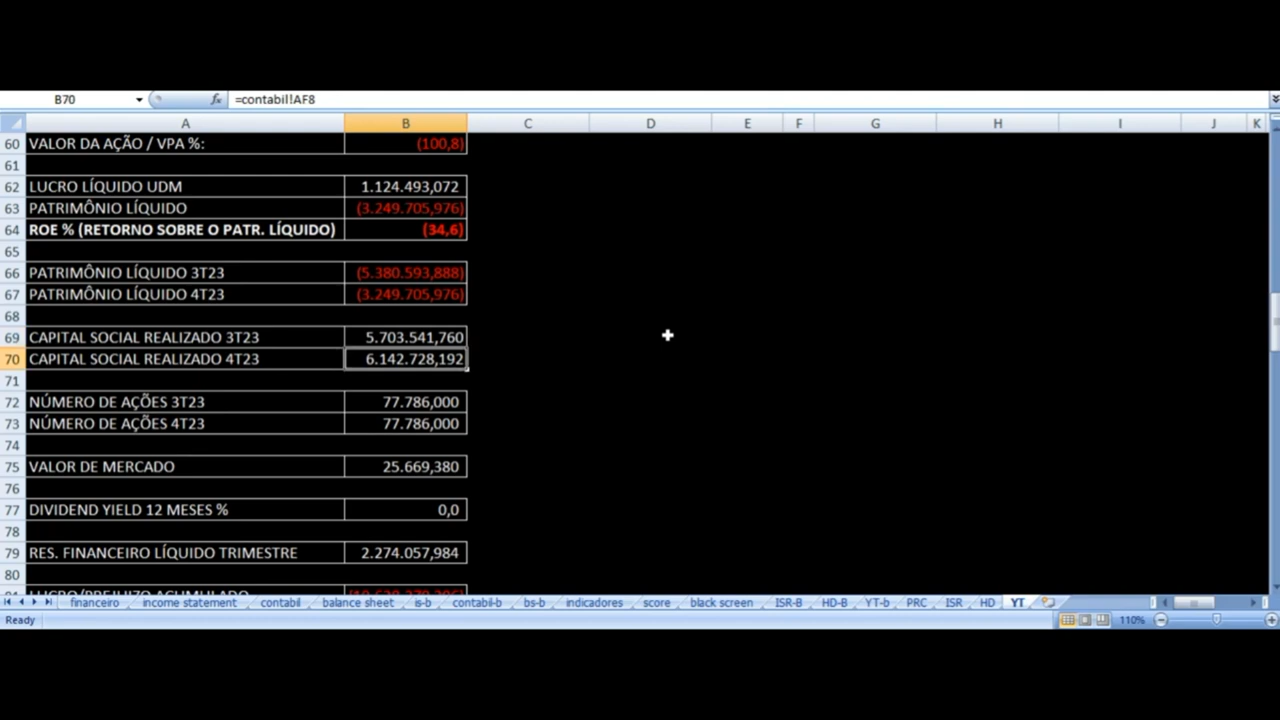 B70 fx =contabil!AF8
A B C D E F G H I J K
60 VALOR DA AÇÃO / VPA %: (100,8)
61
62 LUCRO LÍQUIDO UDM 1.124.493,072
63 PATRIMÔNIO LÍQUIDO (3.249.705,976)
64 ROE % (RETORNO SOBRE O PATR. LÍQUIDO) (34,6)
65
66 PATRIMÔNIO LÍQUIDO 3T23 (5.380.593,888)
67 PATRIMÔNIO LÍQUIDO 4T23 (3.249.705,976)
68
69 CAPITAL SOCIAL REALIZADO 3T23 5.703.541,760
70 CAPITAL SOCIAL REALIZADO 4T23 6.142.728,192
71
72 NÚMERO DE AÇÕES 3T23 77.786,000
73 NÚMERO DE AÇÕES 4T23 77.786,000
74
75 VALOR DE MERCADO 25.669,380
76
77 DIVIDEND YIELD 12 MESES % 0,0
78
79 RES. FINANCEIRO LÍQUIDO TRIMESTRE 2.274.057,984
80
financeiro income statement contabil balance sheet is-b contabil-b bs-b indicadores score black screen ISR-B HD-B YT-b PRC ISR HD YT
Ready 110%